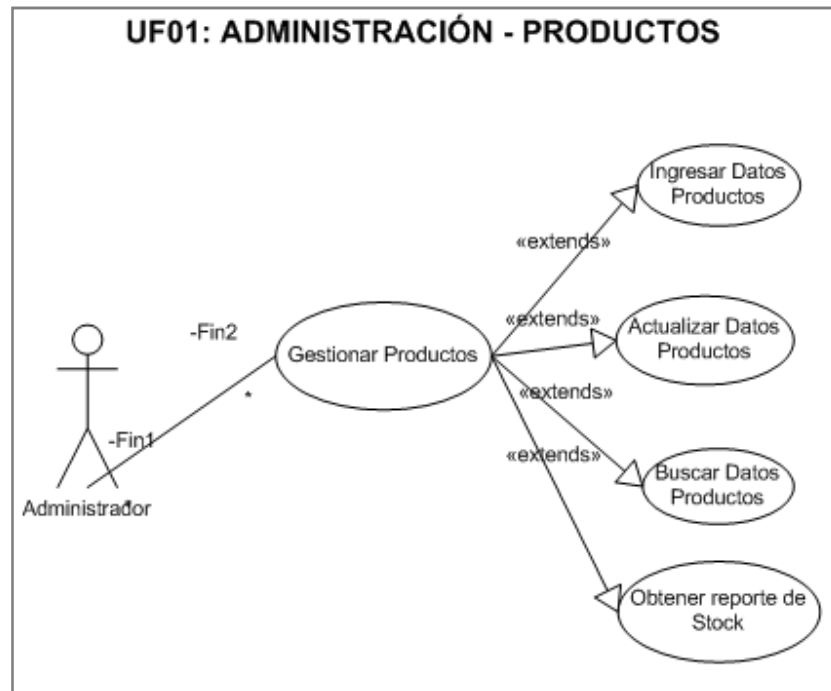 UF01: ADMINISTRACIÓN - PRODUCTOS
Ingresar Datos
Productos
«extends»
-Fin2
«extends»
Actualizar Datos
Productos
Gestionar Productos
*
«extends»
-Fin1
«extends»
Buscar Datos
Productos
*
Administrador
Obtener reporte de
Stock